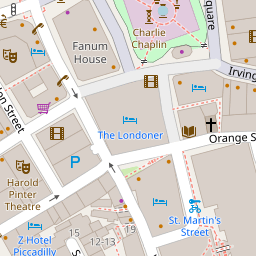 Charlie
Chaplin
Square
Fanum
House
Irving
on Street
The Londoner
Orange S
Harold
Pinter
Theatre
P
St. Martin's
Street
Z Hotel
Piccadilly
15
12-13
19